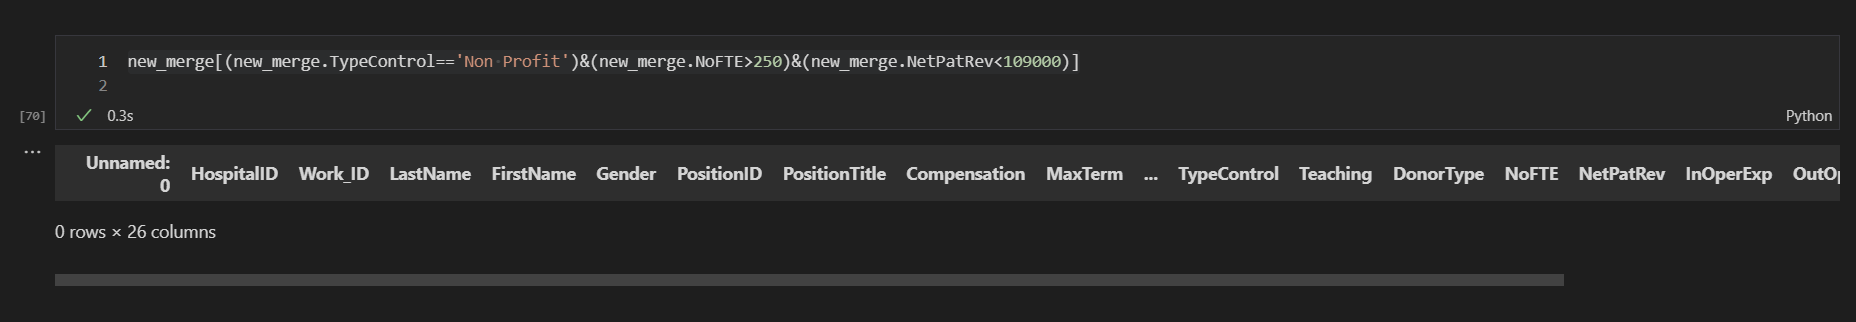 1 new_merge[(new_merge.TypeControl=='Non Profit')&(new_merge.NoFTE>250)&(new_merge.NetPatRev<109000)]
2
[70] 0.3s Python
... Unnamed: 0 HospitalID Work_ID LastName FirstName Gender PositionID PositionTitle Compensation MaxTerm ... TypeControl Teaching DonorType NoFTE NetPatRev InOperExp
0 rows × 26 columns